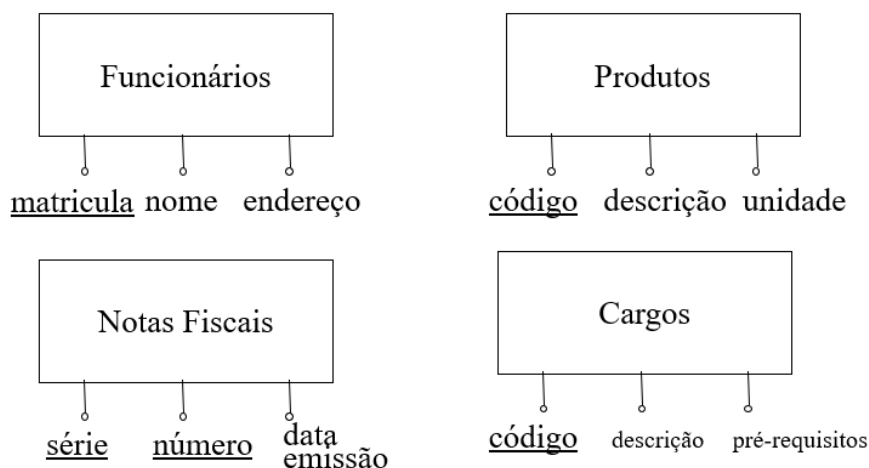 Funcionários
Produtos
matricula nome endereço
código descrição unidade
Notas Fiscais
Cargos
série número data
emissão
código descrição pré-requisitos